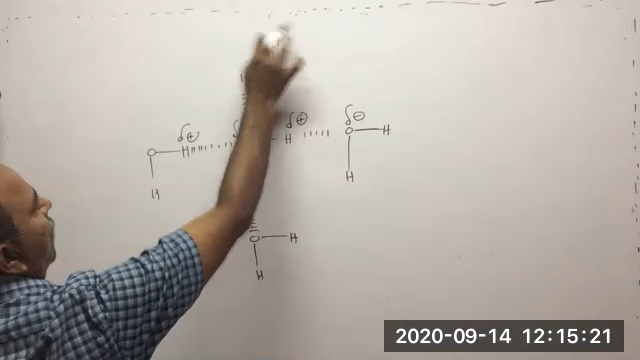 δ⊕ δ δ⊕ δ⊖
O—H H O—H
H H
O—H
H
2020-09-14 12:15:21